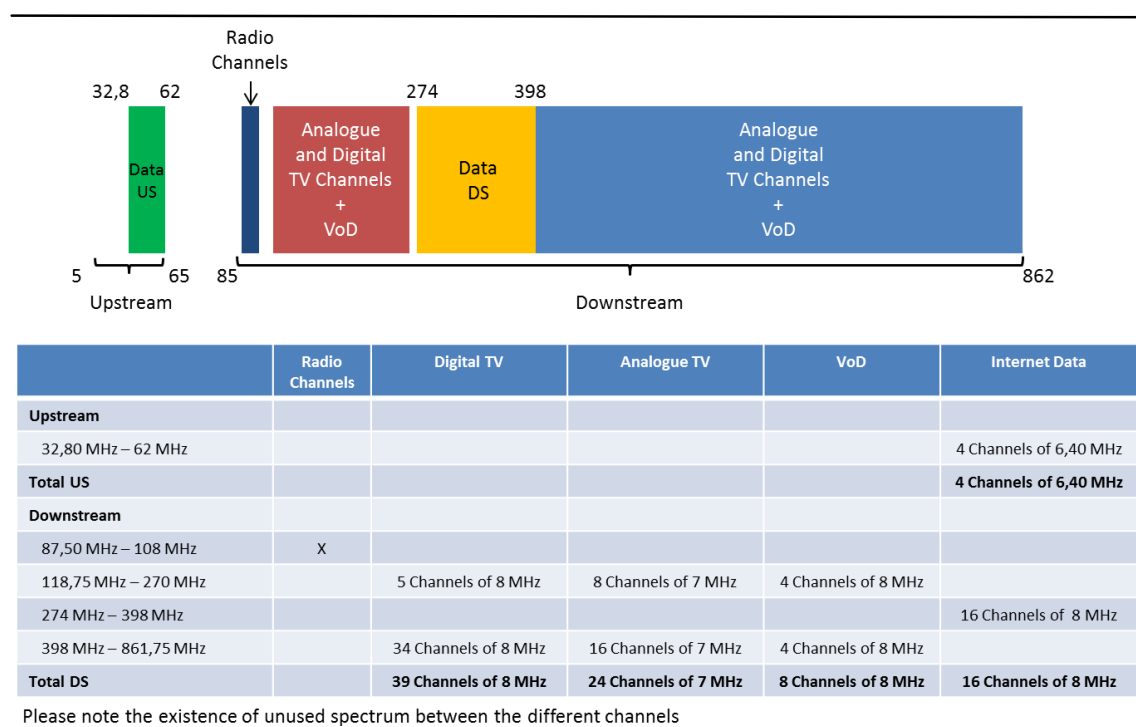 Radio
Channels
32,8 62 274 398
Data
US
Analogue
and Digital
TV Channels
+
VoD
Data
DS
Analogue
and Digital
TV Channels
+
VoD
5 65 85 862
Upstream Downstream
Radio
Channels Digital TV Analogue TV VoD Internet Data
Upstream
32,80 MHz – 62 MHz 4 Channels of 6,40 MHz
Total US 4 Channels of 6,40 MHz
Downstream
87,50 MHz – 108 MHz X
118,75 MHz – 270 MHz 5 Channels of 8 MHz 8 Channels of 7 MHz 4 Channels of 8 MHz
274 MHz – 398 MHz 16 Channels of 8 MHz
398 MHz – 861,75 MHz 34 Channels of 8 MHz 16 Channels of 7 MHz 4 Channels of 8 MHz
Total DS 39 Channels of 8 MHz 24 Channels of 7 MHz 8 Channels of 8 MHz 16 Channels of 8 MHz
Please note the existence of unused spectrum between the different channels